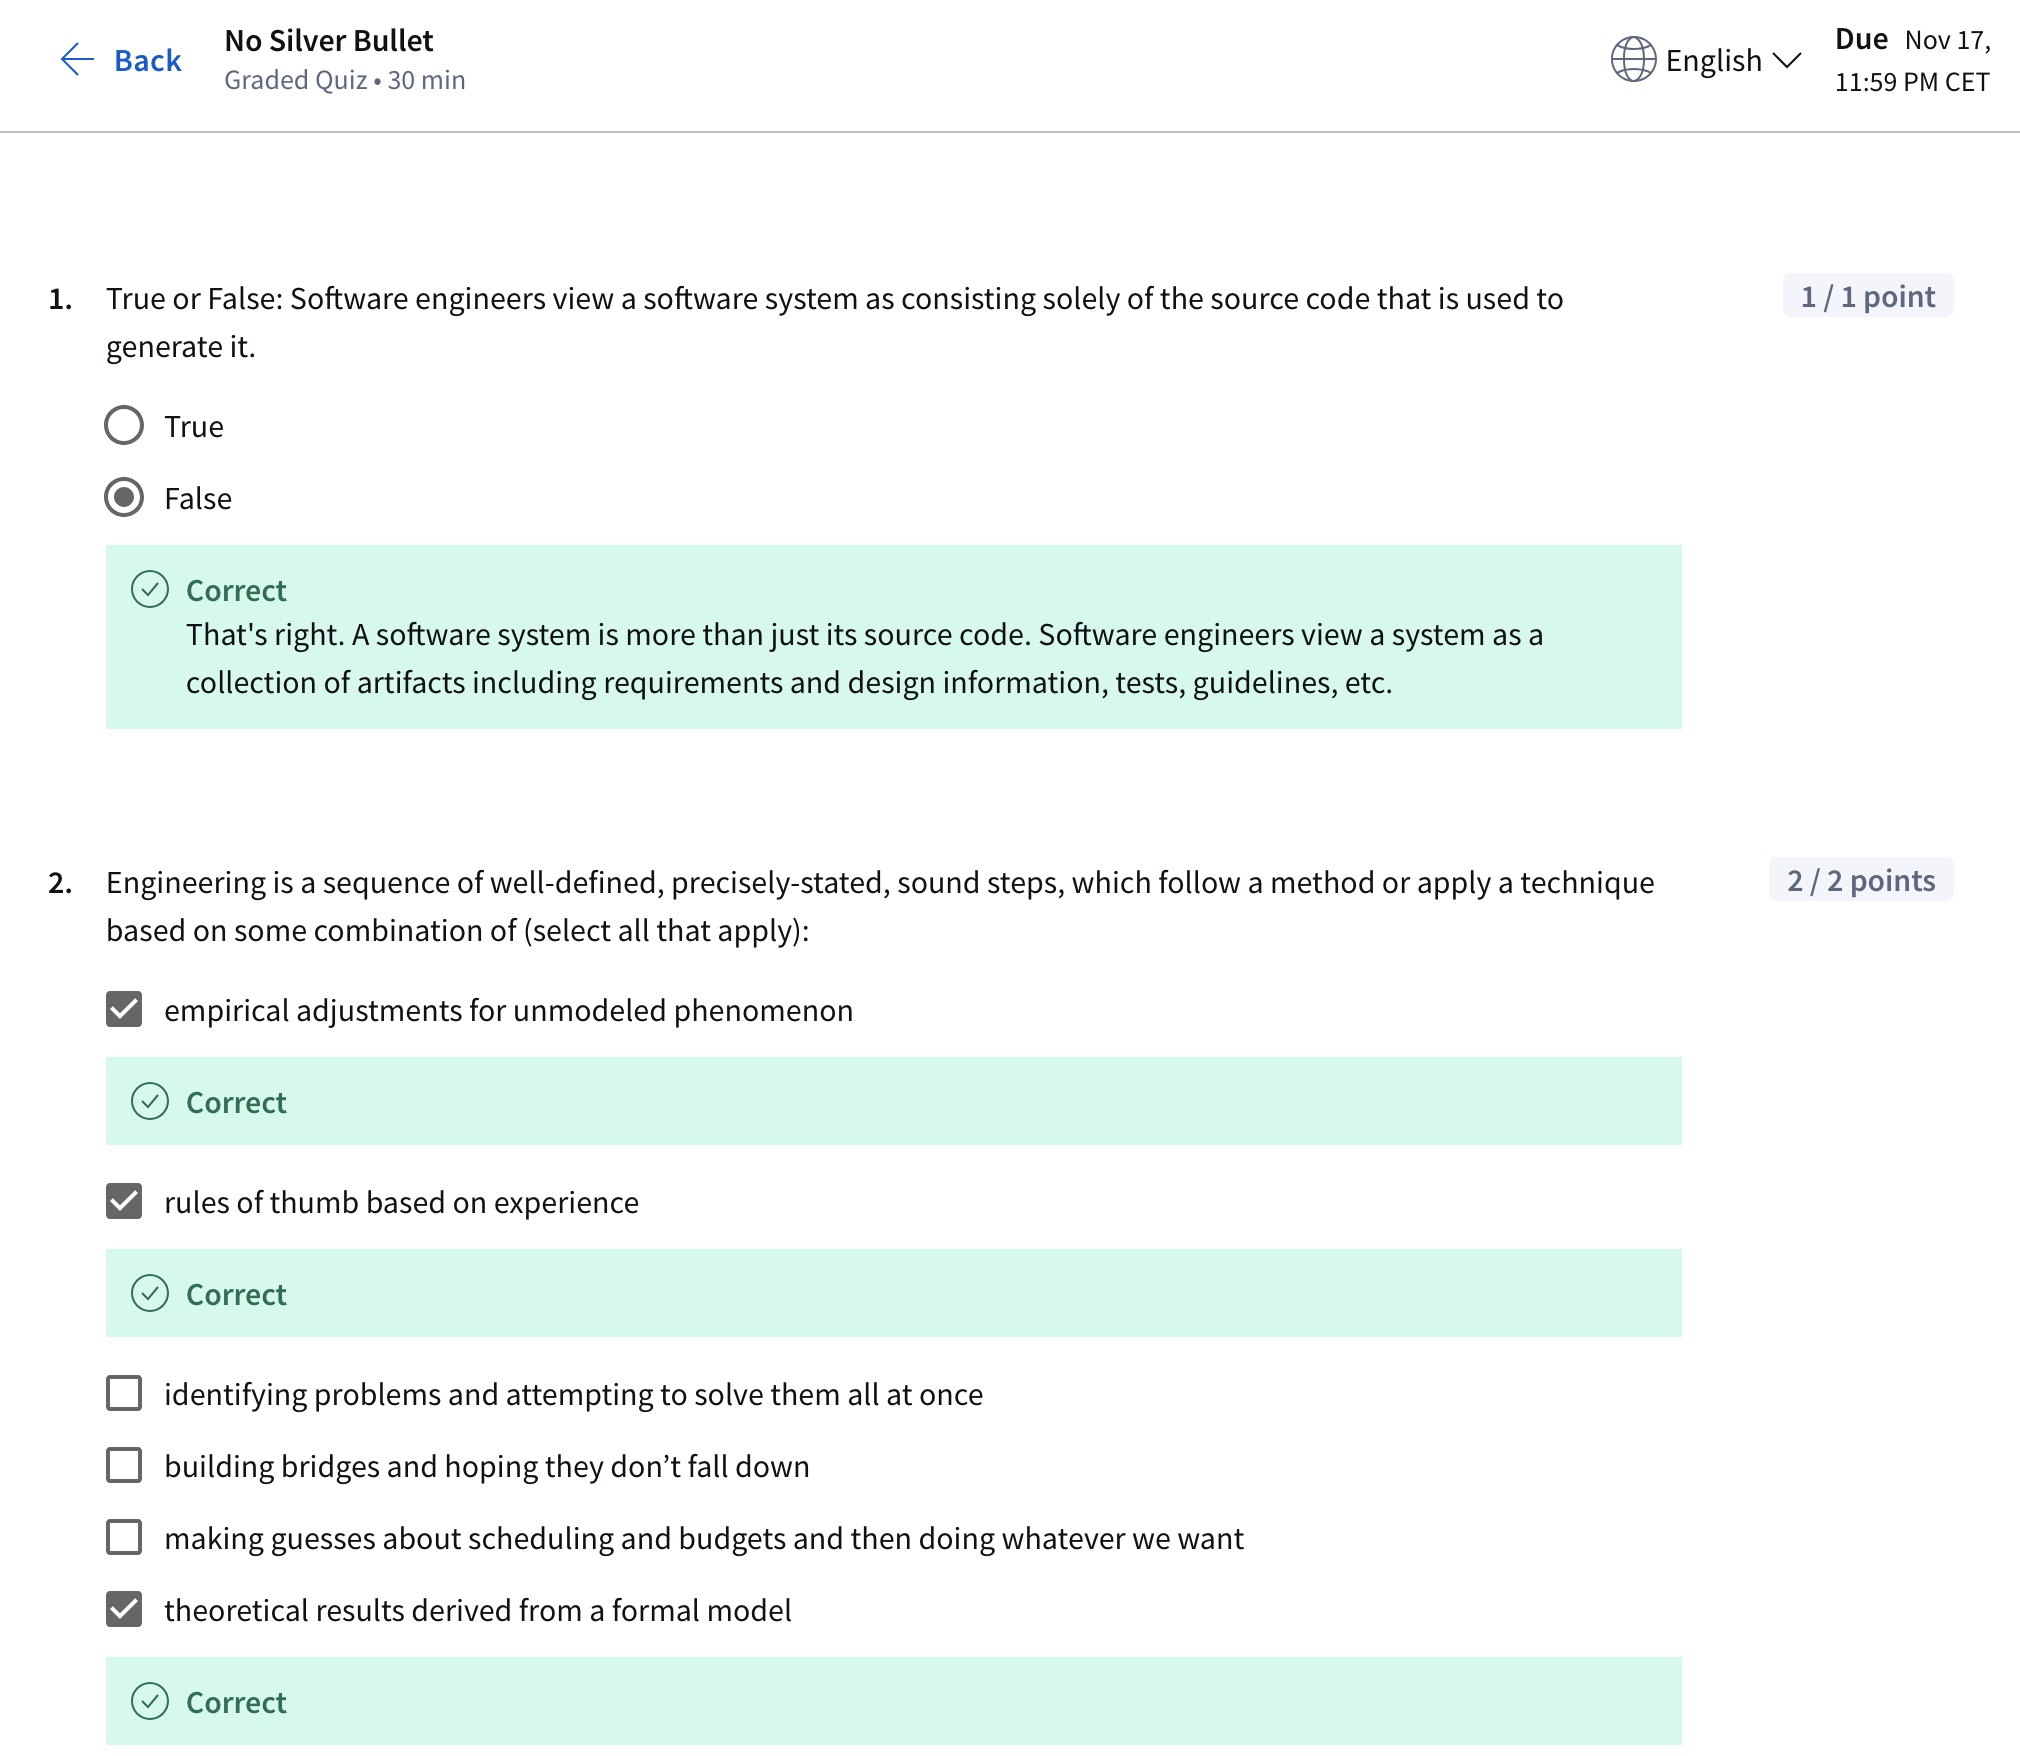 Back
No Silver Bullet
Graded Quiz • 30 min
English
Due Nov 17,
11:59 PM CET
1. True or False: Software engineers view a software system as consisting solely of the source code that is used to
generate it.
1 / 1 point
True
False
Correct
That's right. A software system is more than just its source code. Software engineers view a system as a
collection of artifacts including requirements and design information, tests, guidelines, etc.
2. Engineering is a sequence of well-defined, precisely-stated, sound steps, which follow a method or apply a technique
based on some combination of (select all that apply):
2 / 2 points
empirical adjustments for unmodeled phenomenon
Correct
rules of thumb based on experience
Correct
identifying problems and attempting to solve them all at once
building bridges and hoping they don’t fall down
making guesses about scheduling and budgets and then doing whatever we want
theoretical results derived from a formal model
Correct